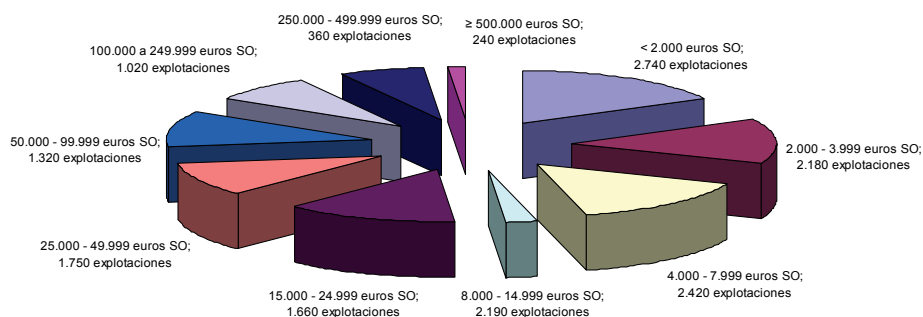 250.000 - 499.999 euros SO;
360 explotaciones
≥ 500.000 euros SO;
240 explotaciones
< 2.000 euros SO;
2.740 explotaciones
100.000 a 249.999 euros SO;
1.020 explotaciones
50.000 - 99.999 euros SO;
1.320 explotaciones
2.000 - 3.999 euros SO;
2.180 explotaciones
25.000 - 49.999 euros SO;
1.750 explotaciones
4.000 - 7.999 euros SO;
2.420 explotaciones
15.000 - 24.999 euros SO;
1.660 explotaciones
8.000 - 14.999 euros SO;
2.190 explotaciones